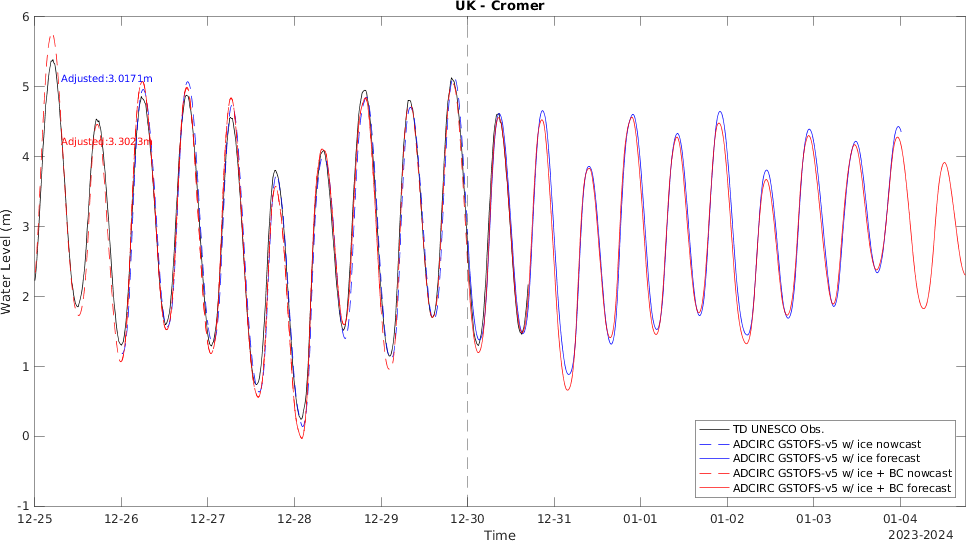 UK - Cromer
6
5
4
3
2
1
0
-1
Water Level (m)
Adjusted:3.0171m
Adjusted:3.3023m
TD UNESCO Obs.
ADCIRC GSTOFS-v5 w/ ice nowcast
ADCIRC GSTOFS-v5 w/ ice forecast
ADCIRC GSTOFS-v5 w/ ice + BC nowcast
ADCIRC GSTOFS-v5 w/ ice + BC forecast
12-25 12-26 12-27 12-28 12-29 12-30 12-31 01-01 01-02 01-03 01-04
Time
2023-2024